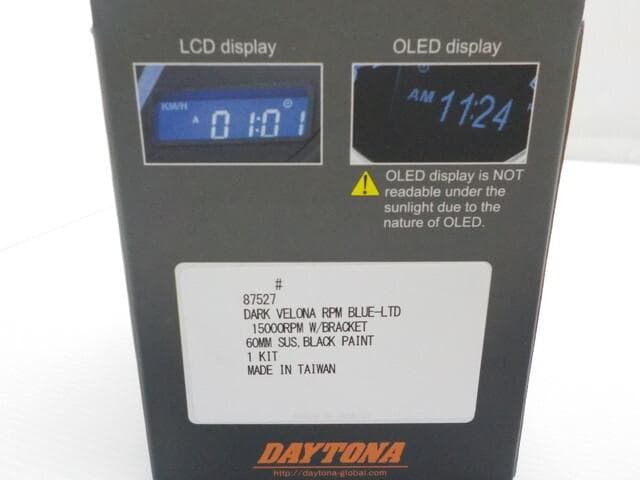 LCD display
OLED display
KM/H
A
01:01
AM 11:24
OLED display is NOT
readable under the
sunlight due to the
nature of OLED.
#
87527
DARK VELONA RPM BLUE-LTD
15000RPM W/BRACKET
60MM SUS,BLACK PAINT
1 KIT
MADE IN TAIWAN
DAYTONA
http://daytona-global.com